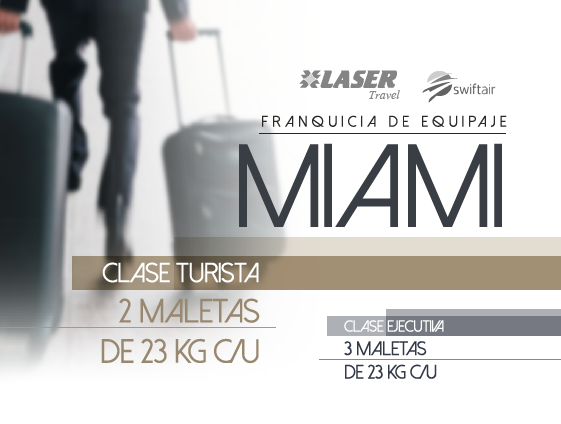 LASER
Travel
swiftair
FRANQUICIA DE EQUIPAJE
MIAMI
CLASE TURISTA
2 MALETAS
DE 23 KG C/U
CLASE EJECUTIVA
3 MALETAS
DE 23 KG C/U